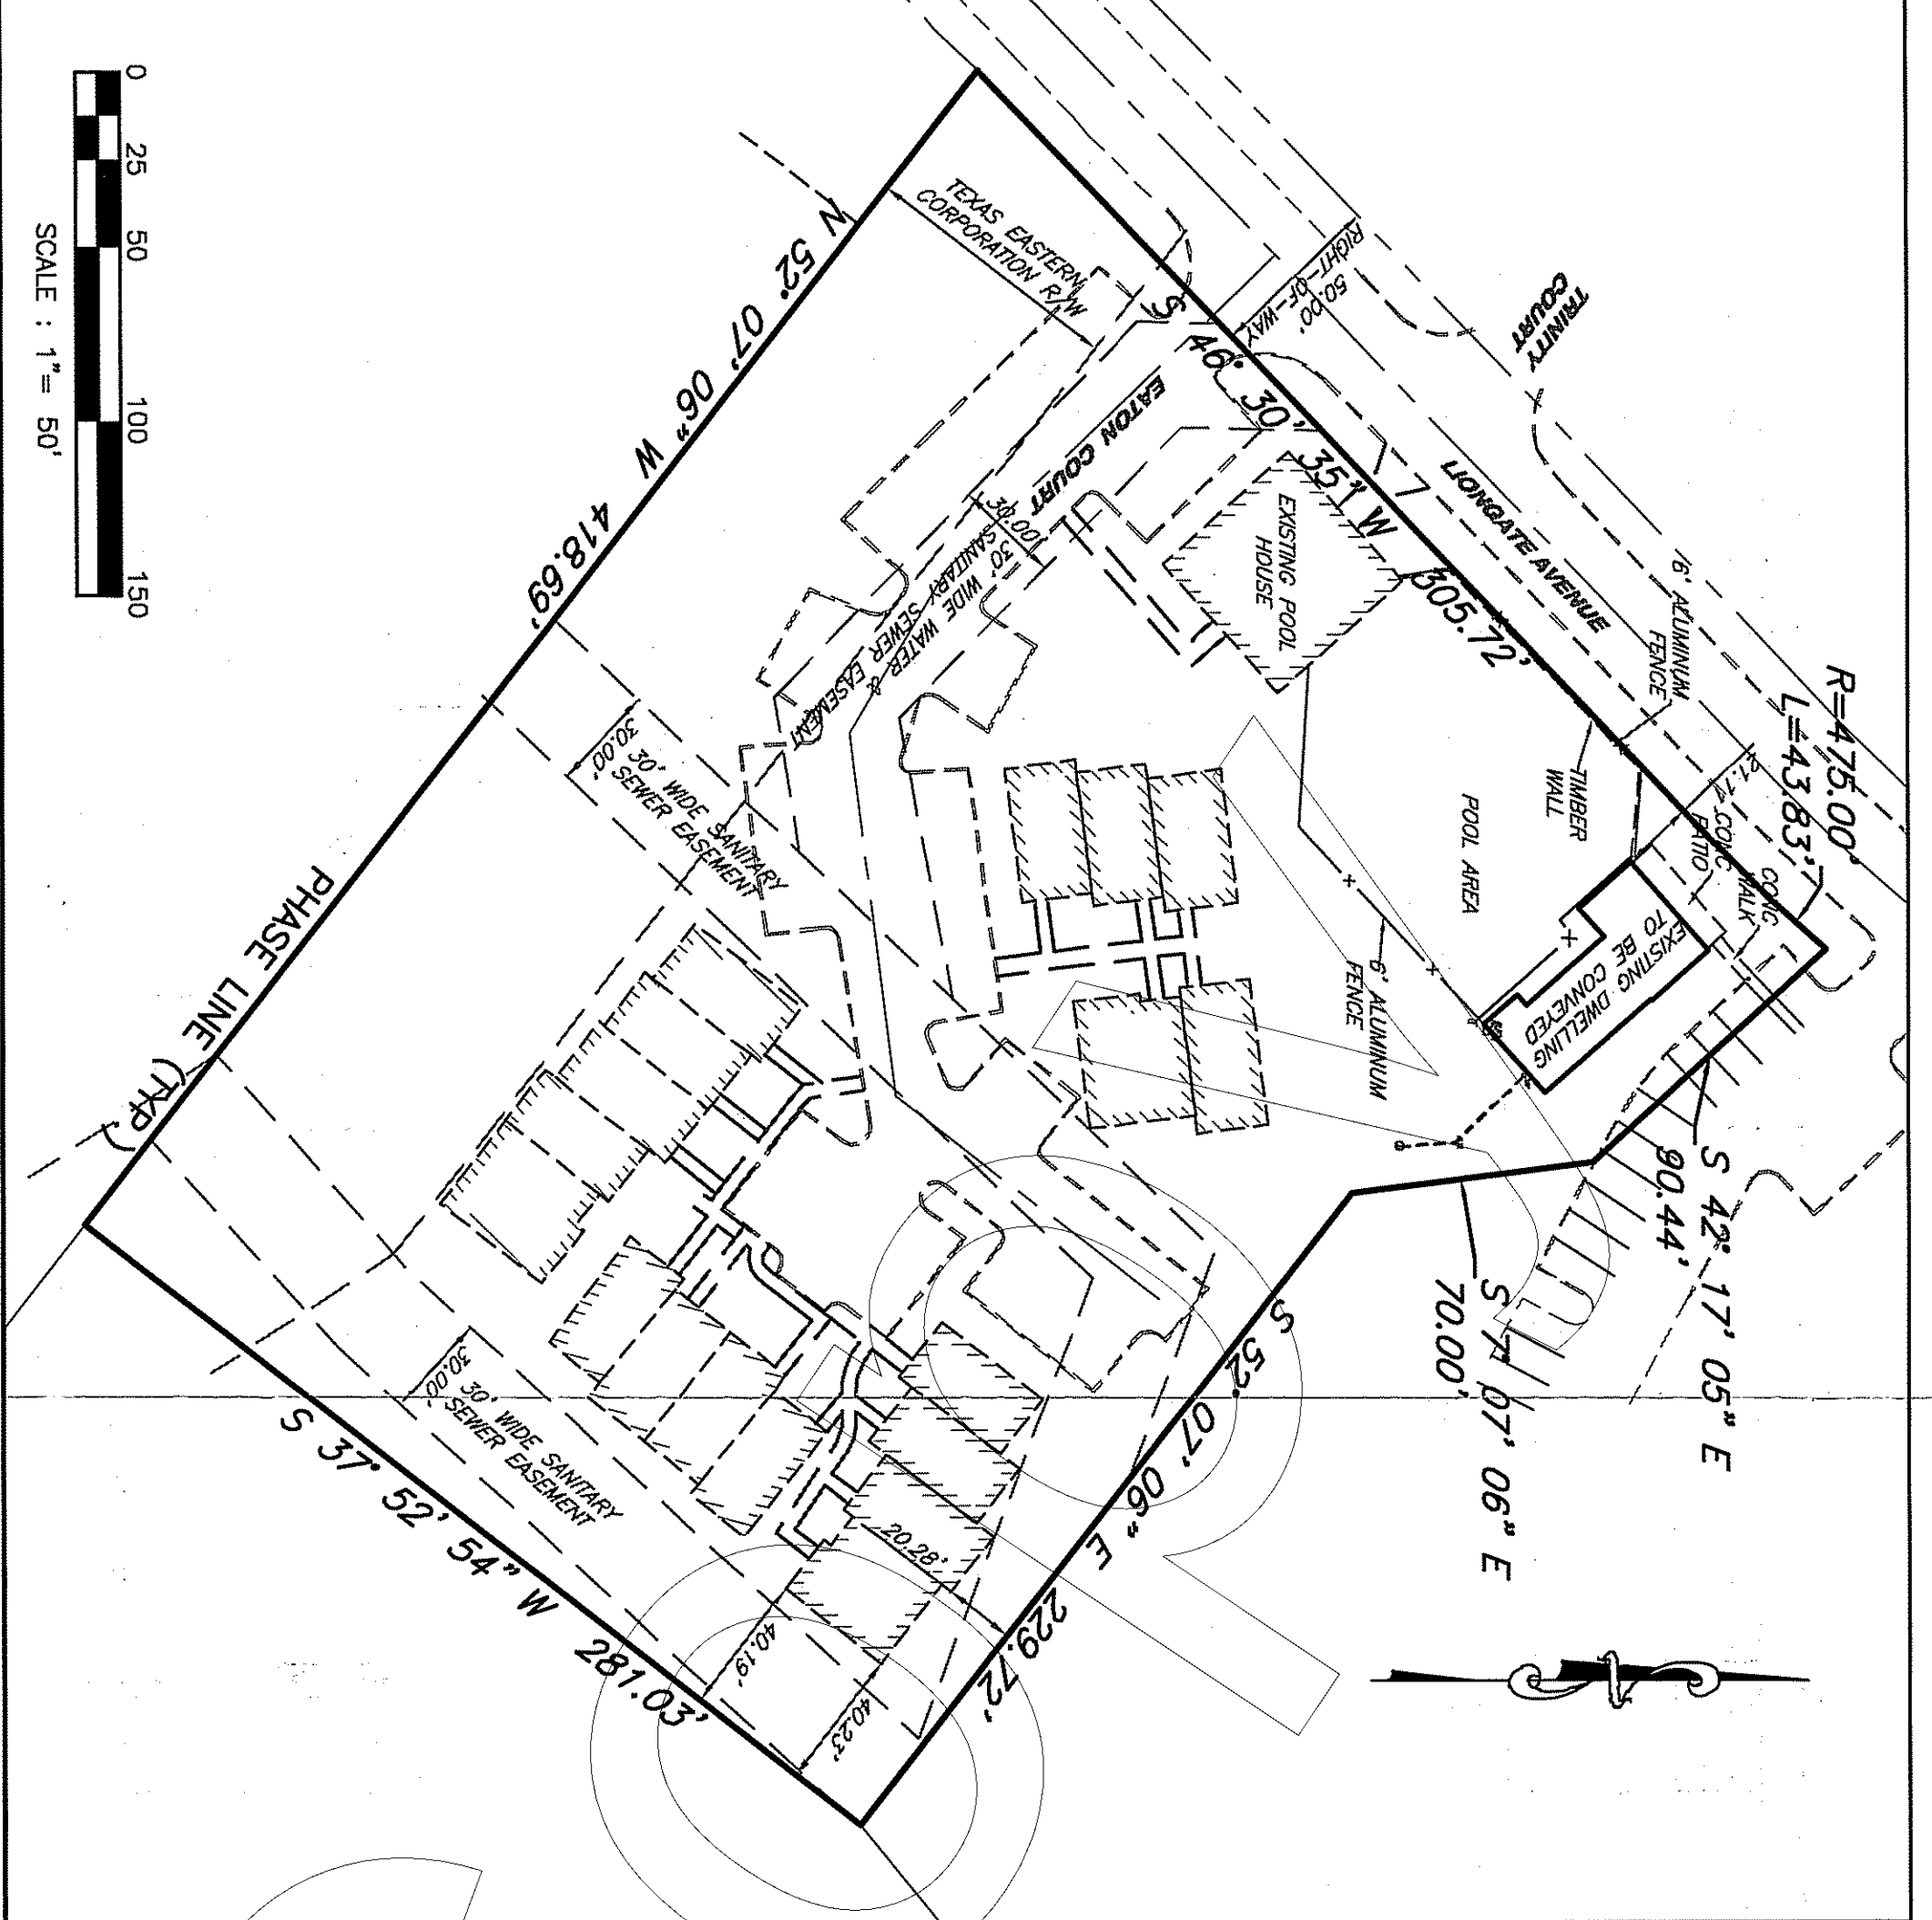 TRINITY
COURT
50.00'
RIGHT-OF-WAY
LIONGATE AVENUE
6' ALUMINUM
FENCE
R=475.00'
L=43.83'
TEXAS EASTERN
CORPORATION R/W
EATON COURT
S 46° 30' 35" W 305.72'
EXISTING POOL
HOUSE
30.00'
30' WIDE WATER &
SANITARY SEWER EASEMENT
TIMBER
WALL
POOL AREA
CONC
PATIO
CONC
WALK
EXISTING DWELLING
TO BE CONVEYED
6' ALUMINUM
FENCE
S 42° 17' 05" E
90.44'
S 7° 07' 06" E
70.00'
S 52° 07' 06" E 229.72'
N 52° 07' 06" W 418.69'
30.00'
30' WIDE SANITARY
SEWER EASEMENT
PHASE LINE (TYP.)
30.00'
30' WIDE SANITARY
SEWER EASEMENT
S 37° 52' 54" W 281.03'
20.28'
40.19'
40.23'
0 25 50 100 150
SCALE : 1"= 50'